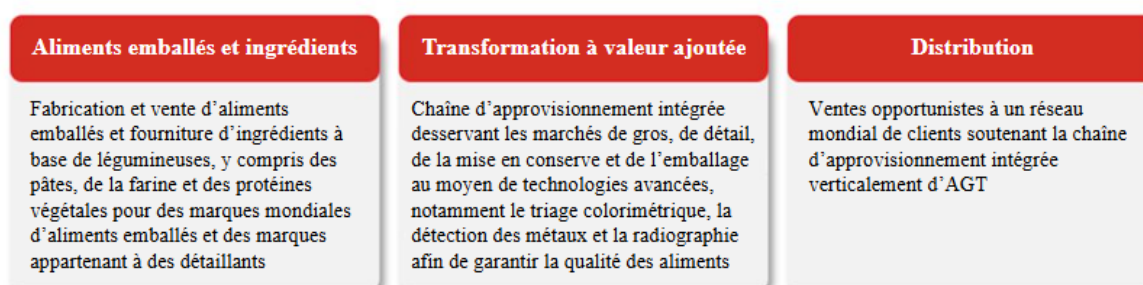 Aliments emballés et ingrédients
Fabrication et vente d’aliments
emballés et fourniture d’ingrédients à
base de légumineuses, y compris des
pâtes, de la farine et des protéines
végétales pour des marques mondiales
d’aliments emballés et des marques
appartenant à des détaillants
Transformation à valeur ajoutée
Chaîne d’approvisionnement intégrée
desservant les marchés de gros, de détail,
de la mise en conserve et de l’emballage
au moyen de technologies avancées,
notamment le triage colorimétrique, la
détection des métaux et la radiographie
afin de garantir la qualité des aliments
Distribution
Ventes opportunistes à un réseau
mondial de clients soutenant la chaîne
d’approvisionnement intégrée
verticalement d’AGT